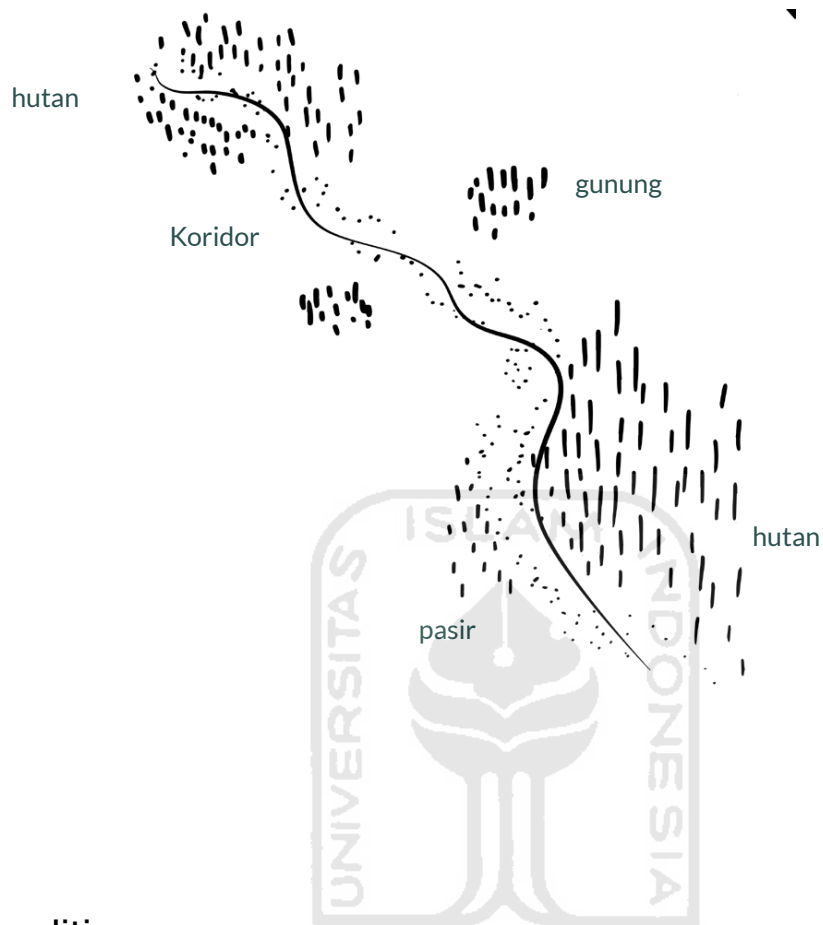 hutan
gunung
Koridor
hutan
pasir
UNIVERSITAS
ISLAM
INDONESIA